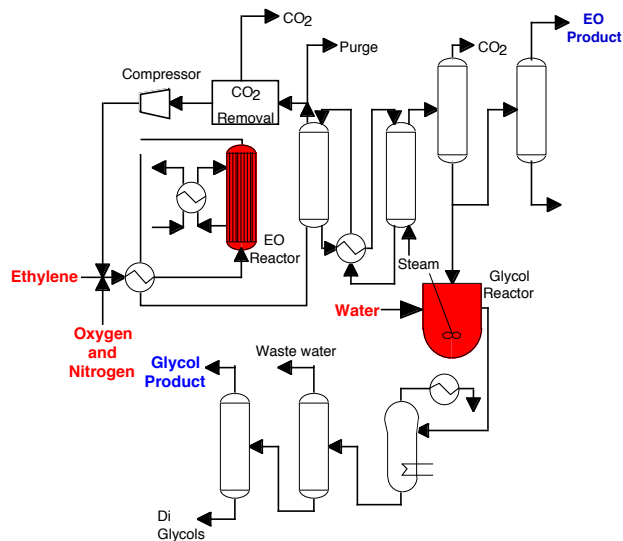 CO2
EO
Product
Purge
CO2
Compressor
CO2
Removal
EO
Reactor
Ethylene
Steam
Glycol
Reactor
Water
Oxygen
and
Nitrogen
Glycol
Product
Waste water
Di
Glycols